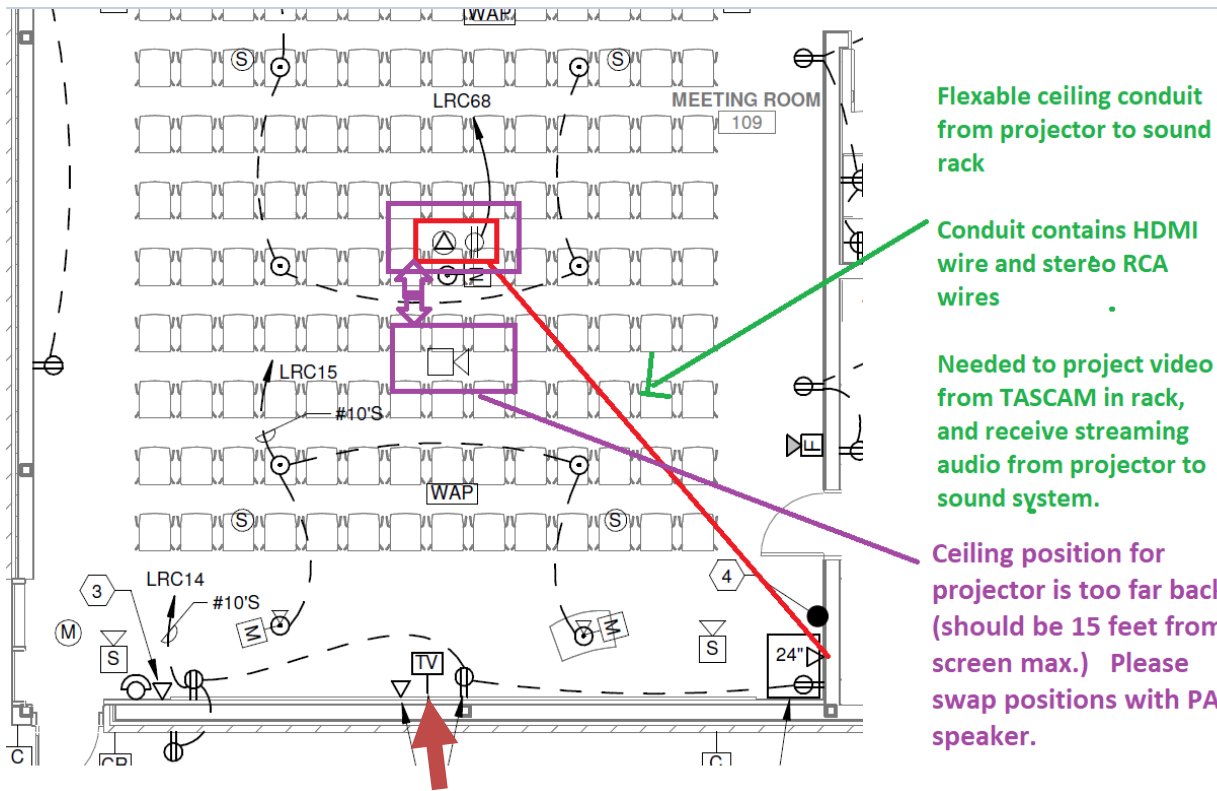 WAP
S
S
LRC68
MEETING ROOM
109
Flexable ceiling conduit
from projector to sound
rack
Conduit contains HDMI
wire and stereo RCA
wires
Needed to project video
from TASCAM in rack,
and receive streaming
audio from projector to
sound system.
Ceiling position for
projector is too far back
(should be 15 feet from
screen max.) Please
swap positions with PA
speaker.
N
LRC15
#10'S
F
WAP
S
S
3
LRC14
#10'S
4
M
S
M
M
S
24"
TV
C
CR
C